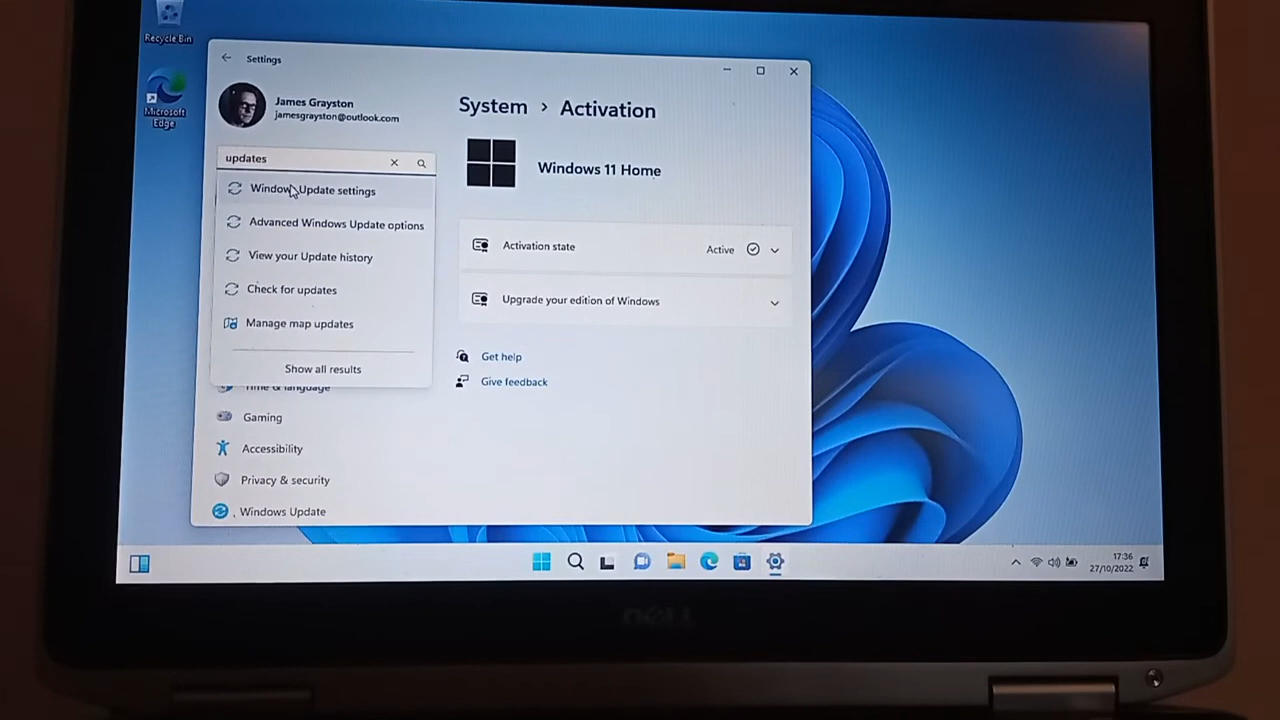 Recycle Bin
Microsoft
Edge
Settings
James Grayston
jamesgrayston@outlook.com
updates
Windows Update settings
Advanced Windows Update options
View your Update history
Check for updates
Manage map updates
Show all results
Time & language
Gaming
Accessibility
Privacy & security
Windows Update
System > Activation
Windows 11 Home
Activation state
Active
Upgrade your edition of Windows
Get help
Give feedback
17:36
27/10/2022
DELL